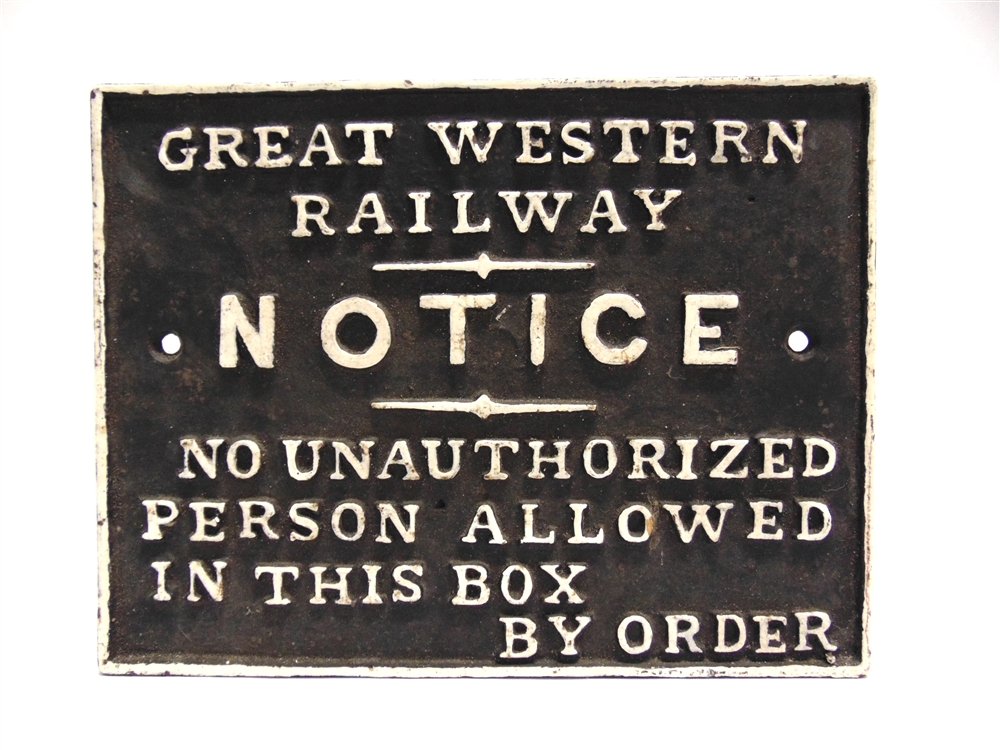 GREAT WESTERN
RAILWAY
NOTICE
NO UNAUTHORIZED
PERSON ALLOWED
IN THIS BOX
BY ORDER